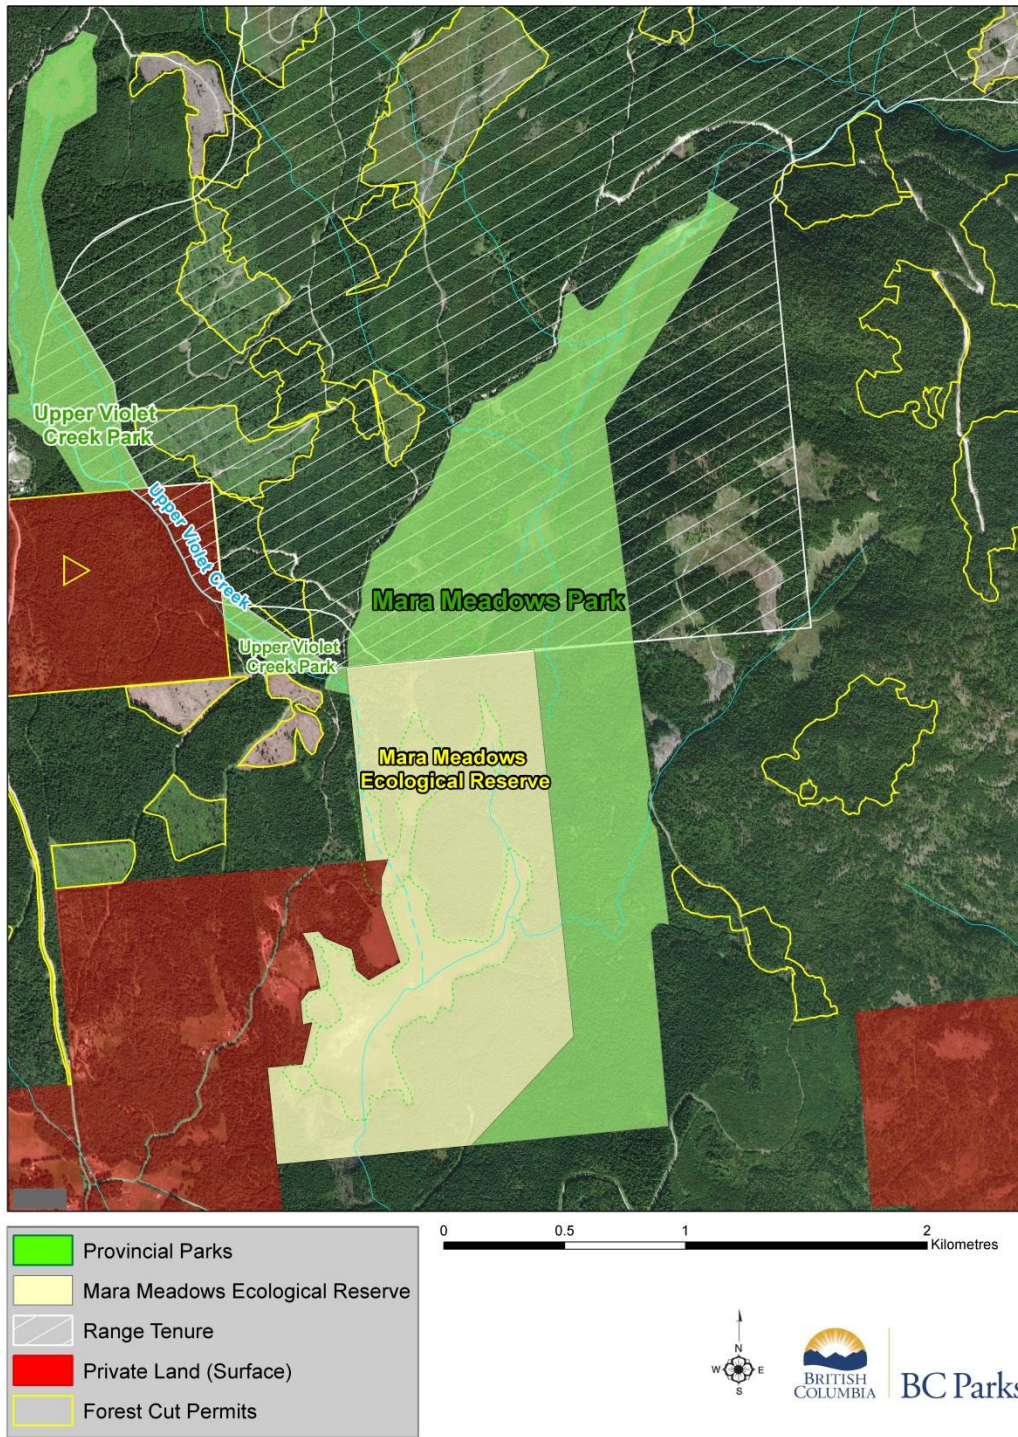 Upper Violet
Creek Park
Upper Violet Creek
Mara Meadows Park
Upper Violet
Creek Park
Mara Meadows
Ecological Reserve
Provincial Parks
Mara Meadows Ecological Reserve
Range Tenure
Private Land (Surface)
Forest Cut Permits
0 0.5 1 2
Kilometres
N
W E
S
BRITISH
COLUMBIA
BC Parks